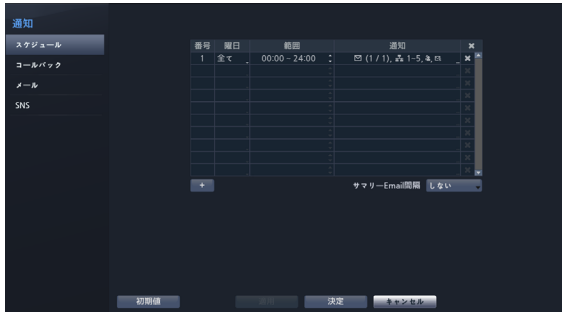 通知
スケジュール
コールバック
メール
SNS
番号 曜日 範囲 通知
1 全て 00:00 - 24:00 (1 / 1), 1~5,
+ サマリーEmail間隔 しない
初期値 適用 決定 キャンセル